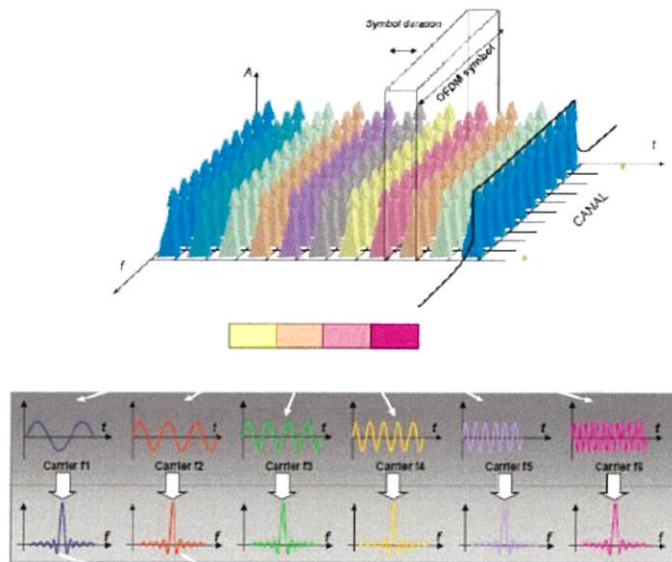 Symbol duration
OFDM symbol
A
t
f
CANAL
t
t
t
t
t
t
Carrier f1
Carrier f2
Carrier f3
Carrier f4
Carrier f5
Carrier f6
f
f
f
f
f
f